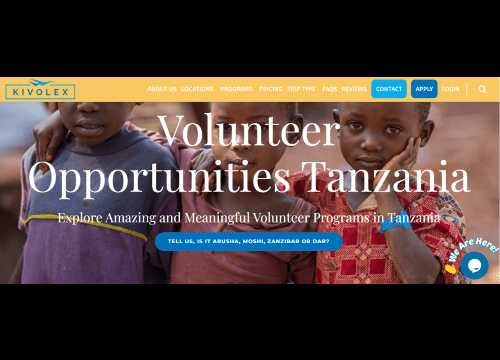 KIVOLEX
ABOUT US LOCATIONS PROGRAMS PRICING TRIP TYPE FAQS REVIEWS CONTACT APPLY LOGIN
Volunteer
Opportunities Tanzania
Explore Amazing and Meaningful Volunteer Programs in Tanzania
TELL US, IS IT ARUSHA, MOSHI, ZANZIBAR OR DAR?
We Are Here!